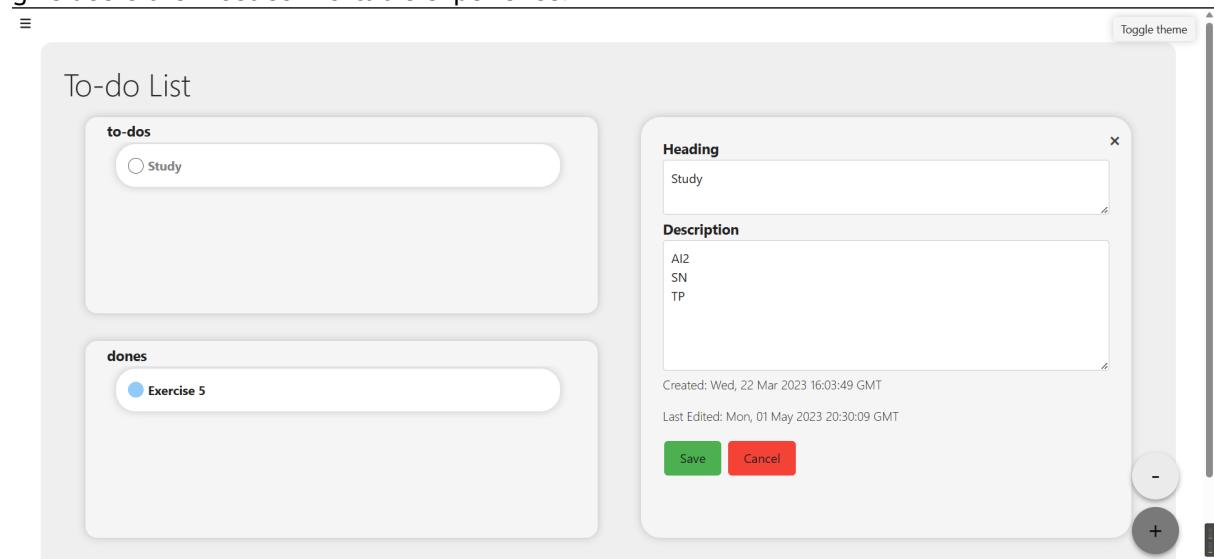 Toggle theme
To-do List
to-dos
Study
dones
Exercise 5
×
Heading
Study
Description
AI2
SN
TP
Created: Wed, 22 Mar 2023 16:03:49 GMT
Last Edited: Mon, 01 May 2023 20:30:09 GMT
Save Cancel
-
+